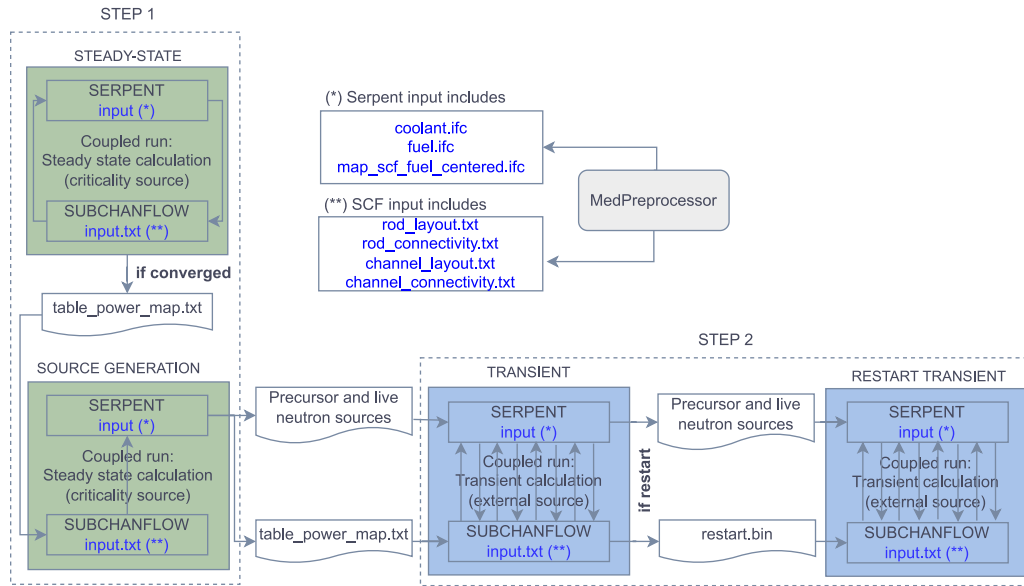 STEP 1
STEADY-STATE
SERPENT
input (*)
Coupled run:
Steady state calculation
(criticality source)
SUBCHANFLOW
input.txt (**)
if converged
table_power_map.txt
SOURCE GENERATION
SERPENT
input (*)
Coupled run:
Steady state calculation
(criticality source)
SUBCHANFLOW
input.txt (**)
(*) Serpent input includes
coolant.ifc
fuel.ifc
map_scf_fuel_centered.ifc
(**) SCF input includes
rod_layout.txt
rod_connectivity.txt
channel_layout.txt
channel_connectivity.txt
MedPreprocessor
Precursor and live
neutron sources
table_power_map.txt
STEP 2
TRANSIENT
SERPENT
input (*)
Coupled run:
Transient calculation
(external source)
SUBCHANFLOW
input.txt (**)
if restart
Precursor and live
neutron sources
restart.bin
RESTART TRANSIENT
SERPENT
input (*)
Coupled run:
Transient calculation
(external source)
SUBCHANFLOW
input.txt (**)